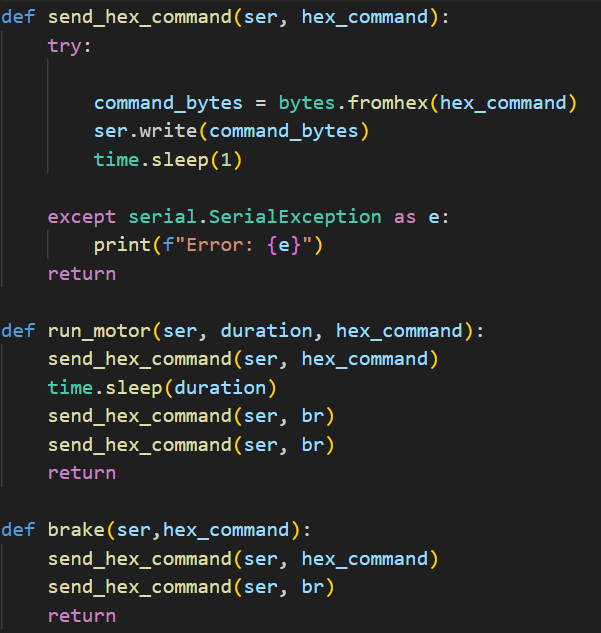 def send_hex_command(ser, hex_command):
    try:

        command_bytes = bytes.fromhex(hex_command)
        ser.write(command_bytes)
        time.sleep(1)

    except serial.SerialException as e:
        print(f"Error: {e}")
    return

def run_motor(ser, duration, hex_command):
    send_hex_command(ser, hex_command)
    time.sleep(duration)
    send_hex_command(ser, br)
    send_hex_command(ser, br)
    return

def brake(ser,hex_command):
    send_hex_command(ser, hex_command)
    send_hex_command(ser, br)
    return